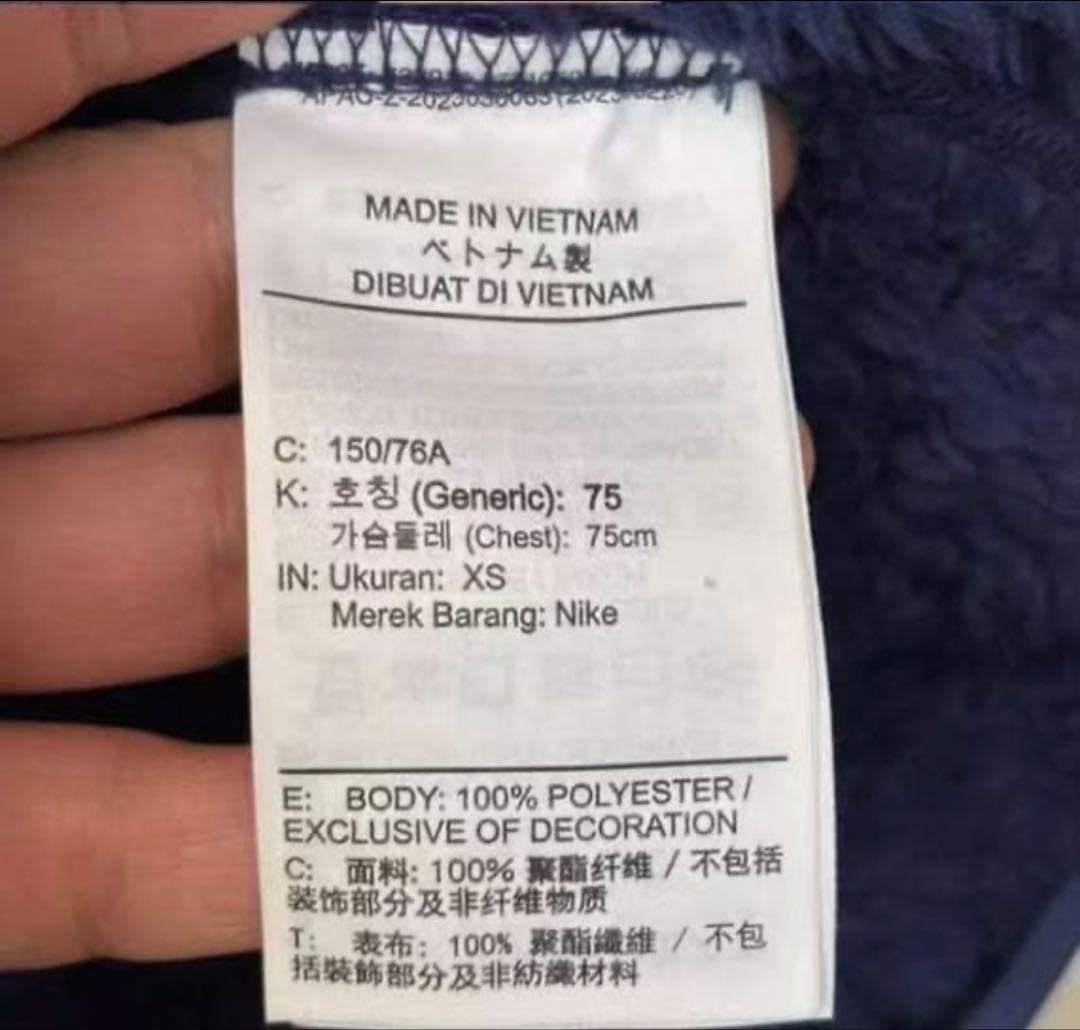 MADE IN VIETNAM
ベトナム製
DIBUAT DI VIETNAM
C: 150/76A
K: 호칭 (Generic): 75
가슴둘레 (Chest): 75cm
IN: Ukuran: XS
Merek Barang: Nike
E: BODY: 100% POLYESTER /
EXCLUSIVE OF DECORATION
C: 面料: 100% 聚酯纤维 / 不包括
装饰部分及非纤维物质
T: 表布: 100% 聚酯纖維 / 不包
括裝飾部分及非紡織材料